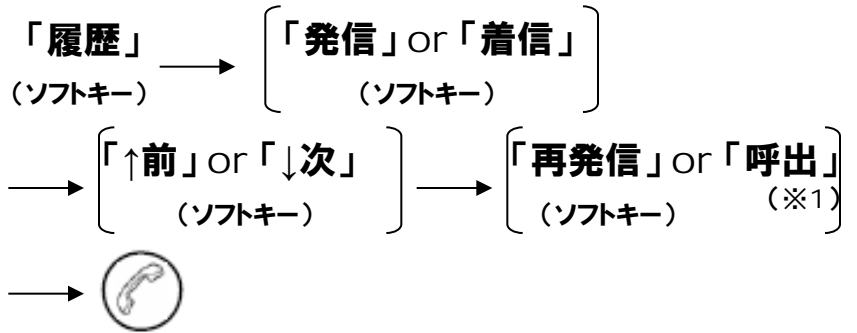 「履歴」 「発信」or「着信」
（ソフトキー） （ソフトキー）
「↑前」or「↓次」 「再発信」or「呼出」
（ソフトキー） （ソフトキー） （※1）